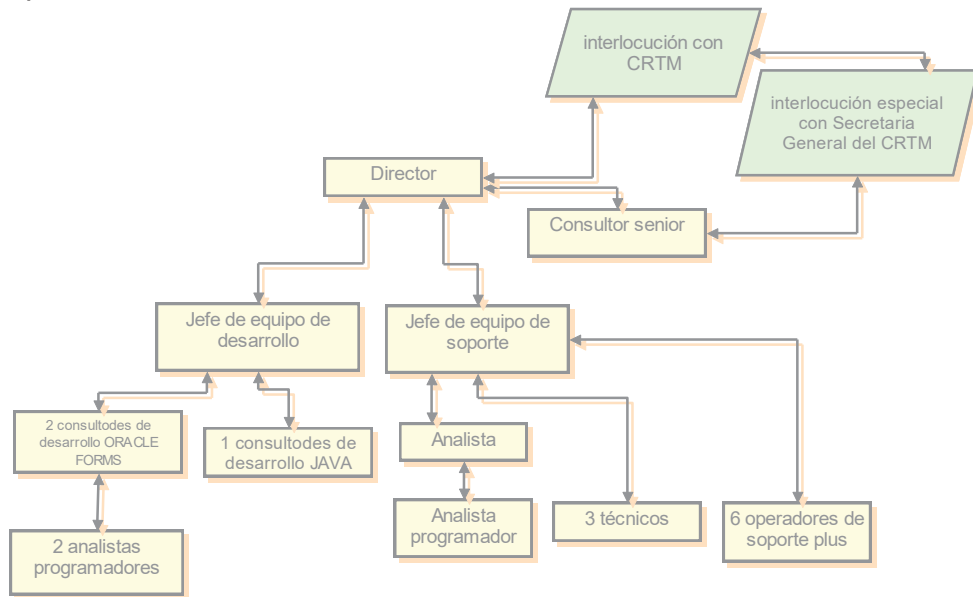 interlocución con
CRTM
interlocución especial
con Secretaria
General del CRTM
Director
Consultor senior
Jefe de equipo de
desarrollo
Jefe de equipo de
soporte
2 consultodes de
desarrollo ORACLE
FORMS
1 consultodes de
desarrollo JAVA
Analista
2 analistas
programadores
Analista
programador
3 técnicos
6 operadores de
soporte plus